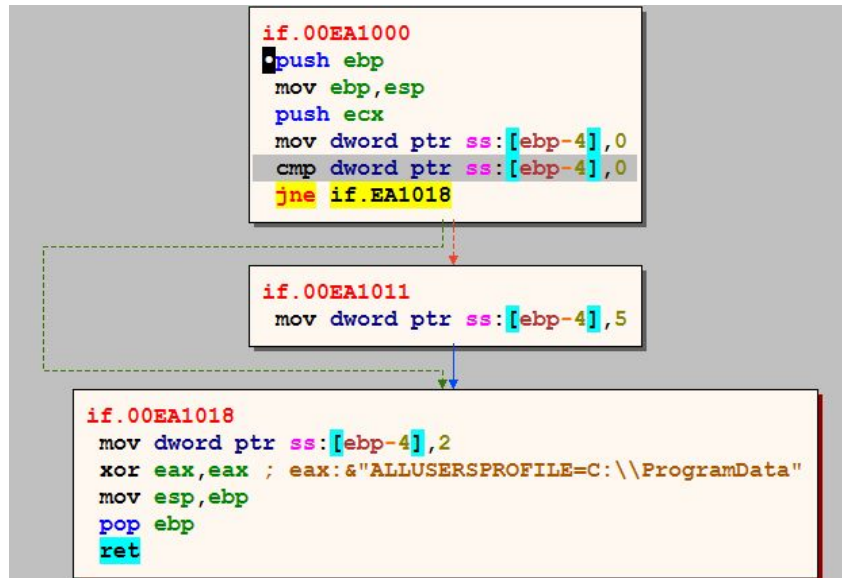 if.00EA1000
push ebp
mov ebp,esp
push ecx
mov dword ptr ss:[ebp-4],0
cmp dword ptr ss:[ebp-4],0
jne if.EA1018
if.00EA1011
mov dword ptr ss:[ebp-4],5
if.00EA1018
mov dword ptr ss:[ebp-4],2
xor eax,eax ; eax:&"ALLUSERSPROFILE=C:\\ProgramData"
mov esp,ebp
pop ebp
ret